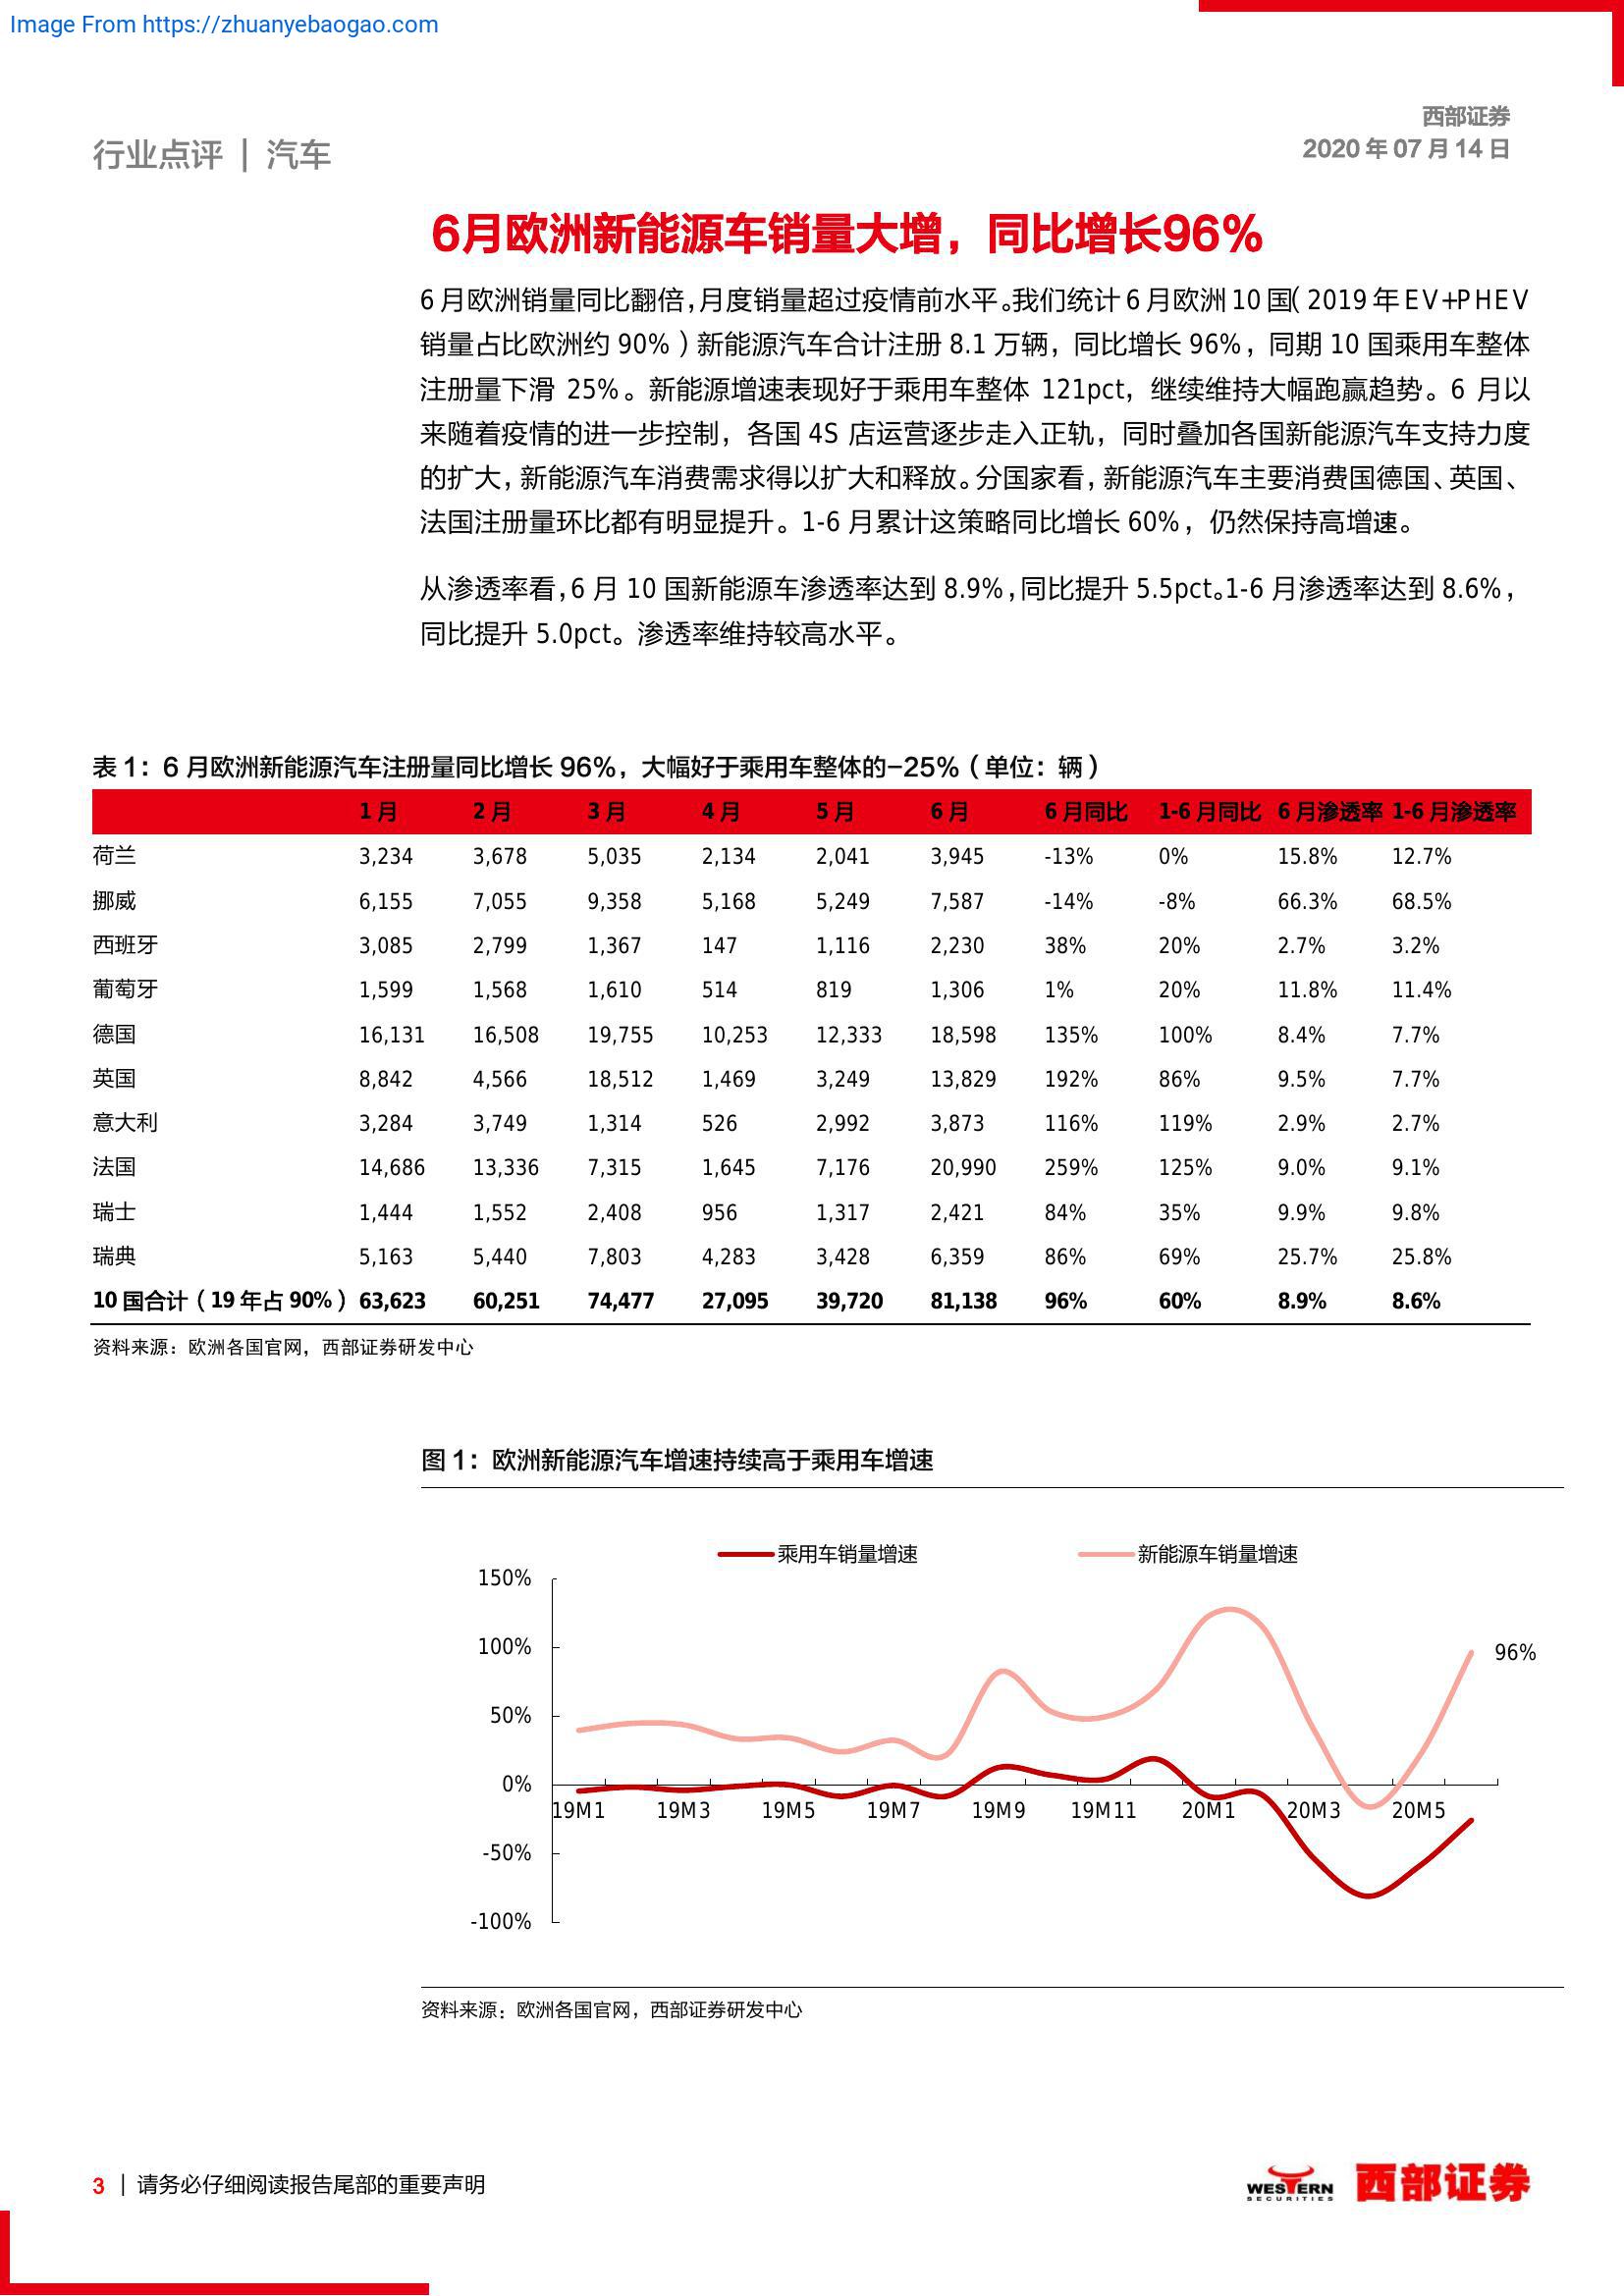 Image From https://zhuanyebaogao.com
西部证券
2020 年 07 月 14 日
行业点评 | 汽车
6月欧洲新能源车销量大增，同比增长96%
6 月欧洲销量同比翻倍，月度销量超过疫情前水平。我们统计 6 月欧洲 10 国（2019 年 EV+PHEV
销量占比欧洲约 90%）新能源汽车合计注册 8.1 万辆，同比增长 96%，同期 10 国乘用车整体
注册量下滑 25%。新能源增速表现好于乘用车整体 121pct，继续维持大幅跑赢趋势。6 月以
来随着疫情的进一步控制，各国 4S 店运营逐步走入正轨，同时叠加各国新能源汽车支持力度
的扩大，新能源汽车消费需求得以扩大和释放。分国家看，新能源汽车主要消费国德国、英国、
法国注册量环比都有明显提升。1-6 月累计这策略同比增长 60%，仍然保持高增速。
从渗透率看，6 月 10 国新能源车渗透率达到 8.9%，同比提升 5.5pct。1-6 月渗透率达到 8.6%，
同比提升 5.0pct。渗透率维持较高水平。
表 1：6 月欧洲新能源汽车注册量同比增长 96%，大幅好于乘用车整体的-25%（单位：辆）
1 月 2 月 3 月 4 月 5 月 6 月 6 月同比 1-6 月同比 6 月渗透率 1-6 月渗透率
荷兰 3,234 3,678 5,035 2,134 2,041 3,945 -13% 0% 15.8% 12.7%
挪威 6,155 7,055 9,358 5,168 5,249 7,587 -14% -8% 66.3% 68.5%
西班牙 3,085 2,799 1,367 147 1,116 2,230 38% 20% 2.7% 3.2%
葡萄牙 1,599 1,568 1,610 514 819 1,306 1% 20% 11.8% 11.4%
德国 16,131 16,508 19,755 10,253 12,333 18,598 135% 100% 8.4% 7.7%
英国 8,842 4,566 18,512 1,469 3,249 13,829 192% 86% 9.5% 7.7%
意大利 3,284 3,749 1,314 526 2,992 3,873 116% 119% 2.9% 2.7%
法国 14,686 13,336 7,315 1,645 7,176 20,990 259% 125% 9.0% 9.1%
瑞士 1,444 1,552 2,408 956 1,317 2,421 84% 35% 9.9% 9.8%
瑞典 5,163 5,440 7,803 4,283 3,428 6,359 86% 69% 25.7% 25.8%
10 国合计（19 年占 90%） 63,623 60,251 74,477 27,095 39,720 81,138 96% 60% 8.9% 8.6%
资料来源：欧洲各国官网，西部证券研发中心
图 1：欧洲新能源汽车增速持续高于乘用车增速
乘用车销量增速 新能源车销量增速
150%
100%
96%
50%
0%
19M1 19M3 19M5 19M7 19M9 19M11 20M1 20M3 20M5
-50%
-100%
资料来源：欧洲各国官网，西部证券研发中心
3 | 请务必仔细阅读报告尾部的重要声明
WESTERN
SECURITIES
西部证券